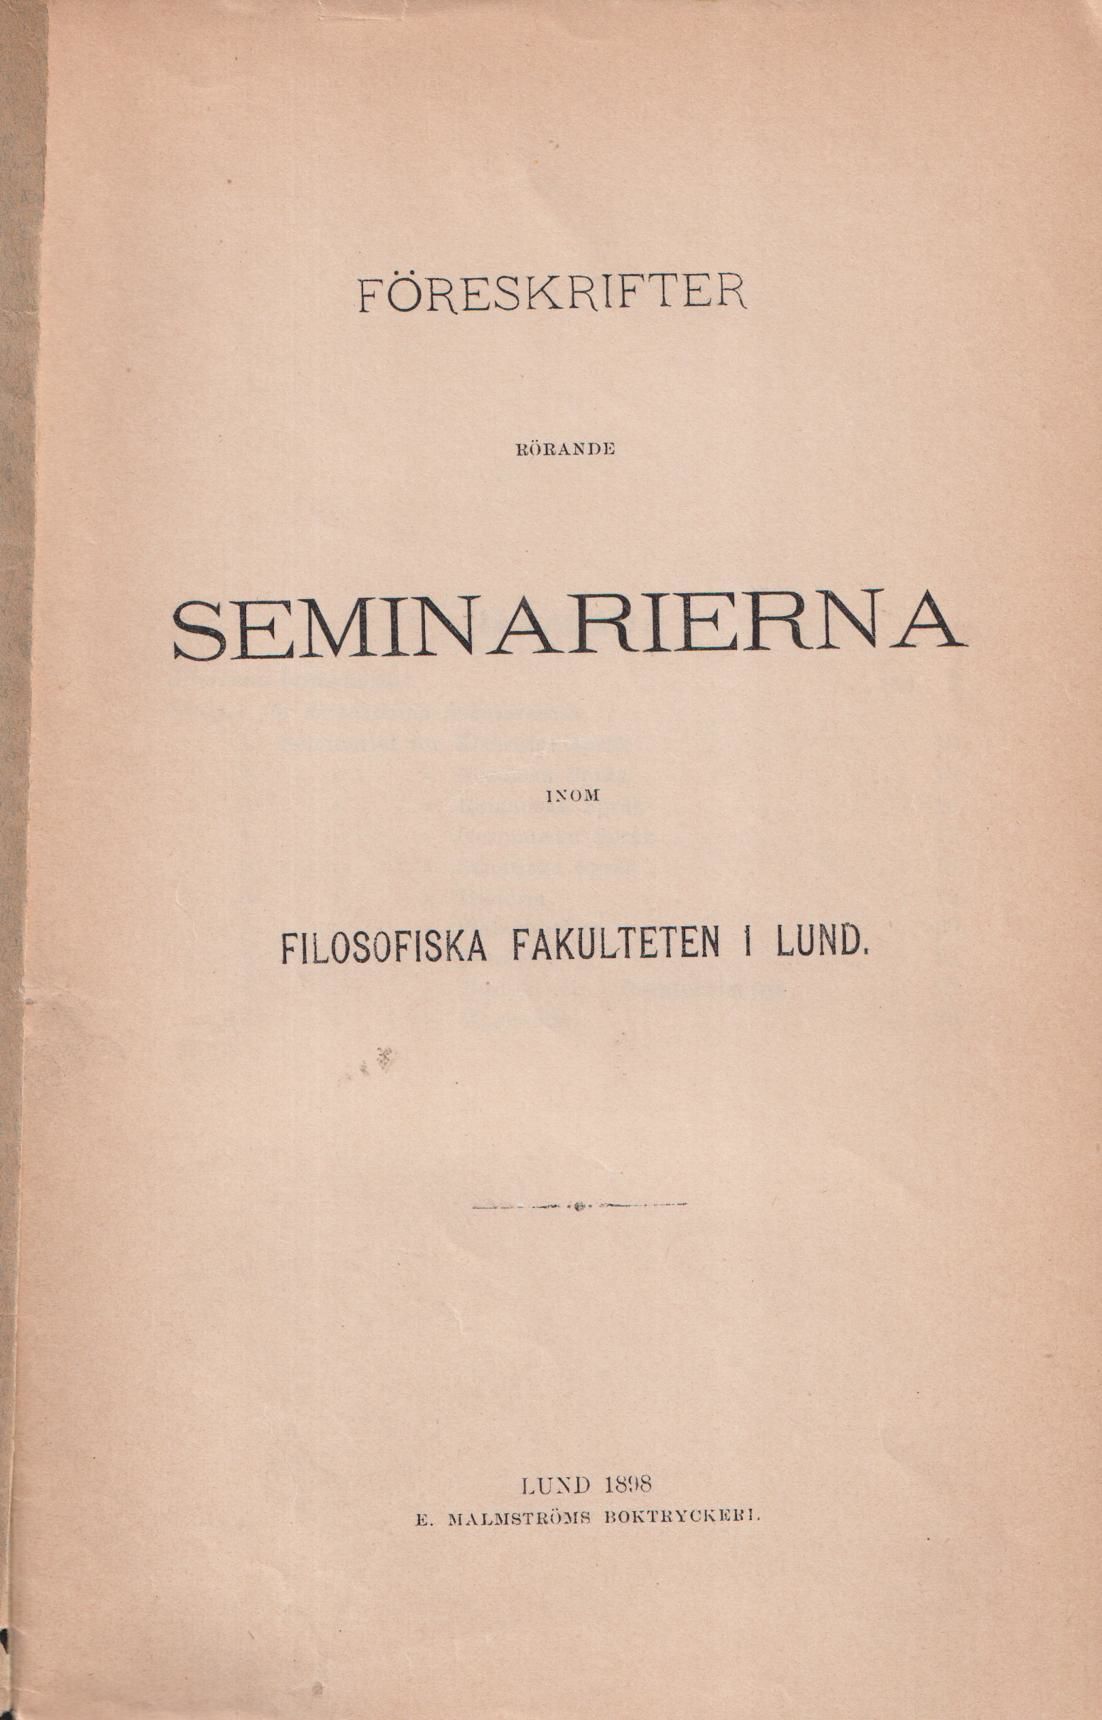 FÖRESKRIFTER
RÖRANDE
SEMINARIERNA
INOM
FILOSOFISKA FAKULTETEN I LUND.
LUND 1898
E. MALMSTRÖMS BOKTRYCKERI.